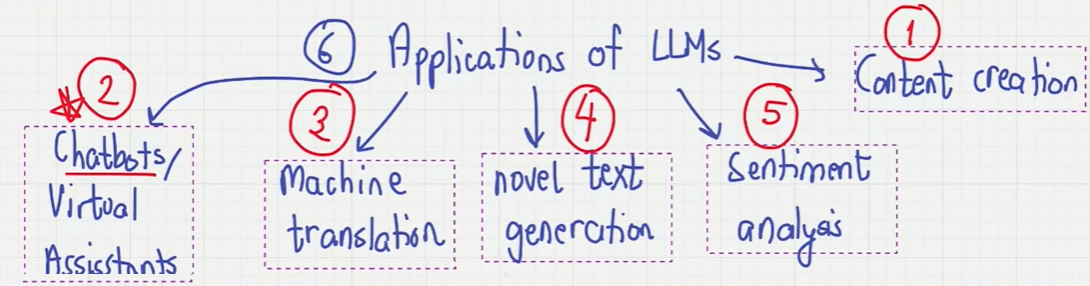 6 Applications of LLMs
1
Content creation
2
Chatbots/
Virtual
Assisstants
3
Machine
translation
4
novel text
generation
5
Sentiment
analysis